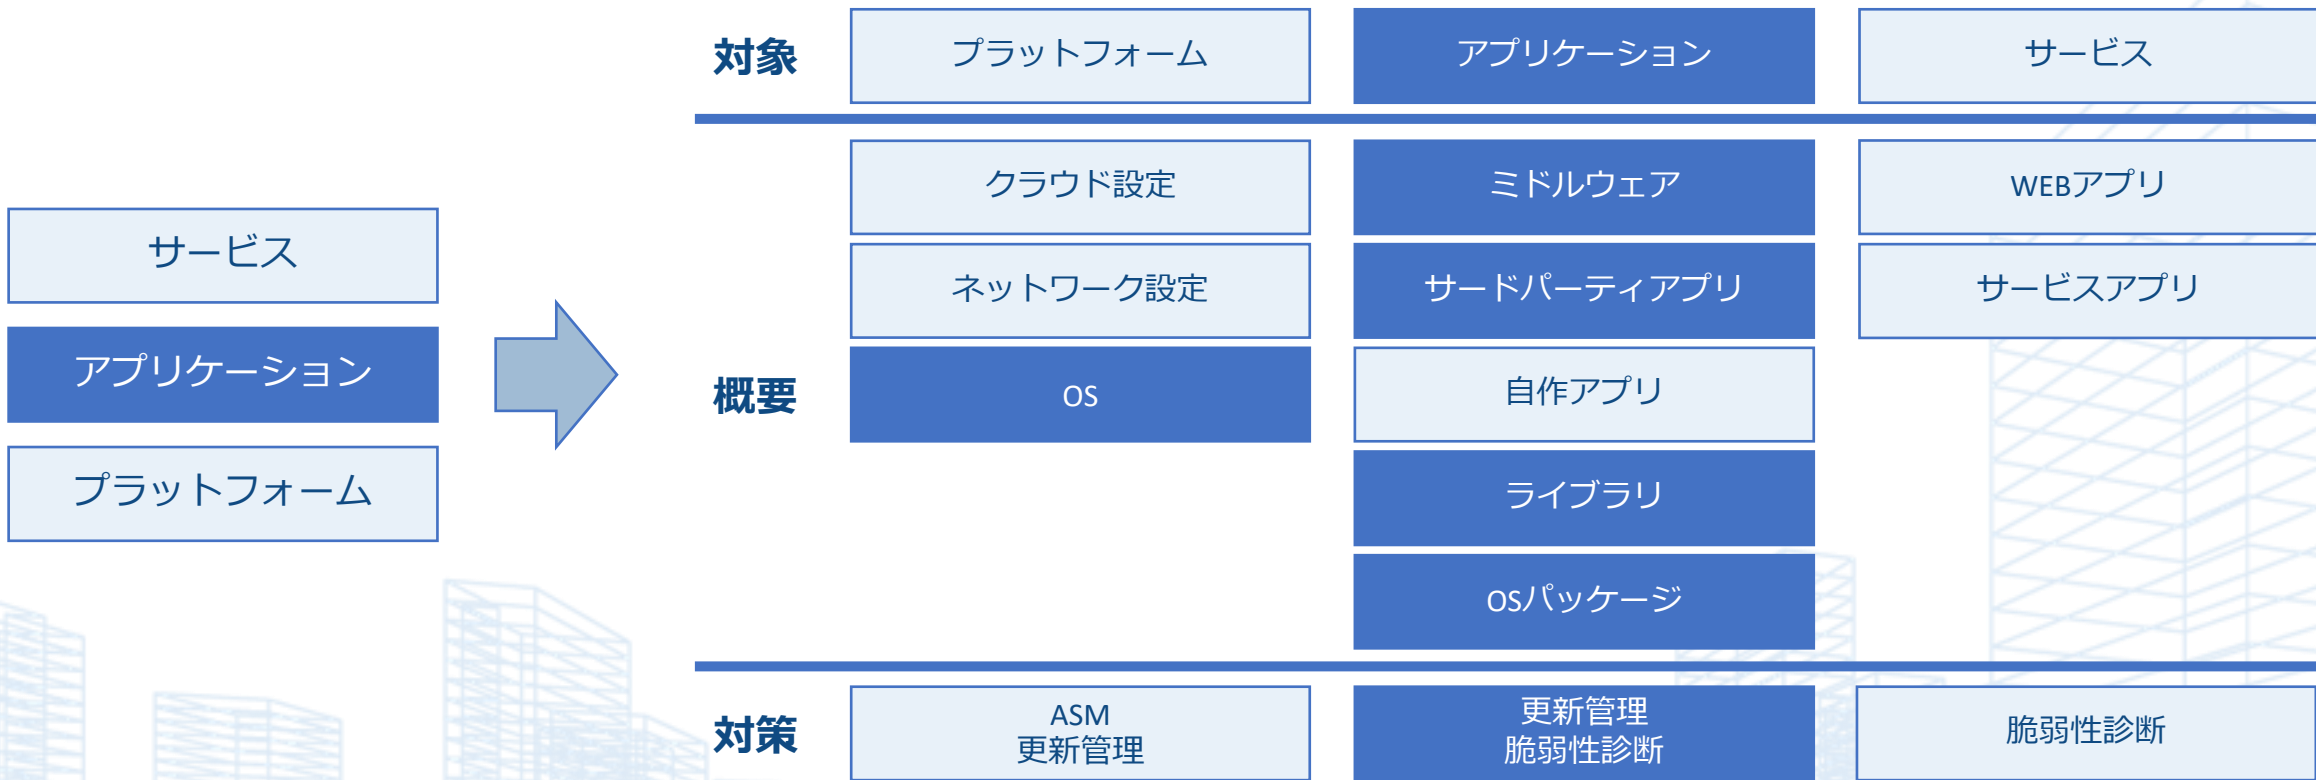 サービス
アプリケーション
プラットフォーム
対象
プラットフォーム
アプリケーション
サービス
概要
クラウド設定
ミドルウェア
WEBアプリ
ネットワーク設定
サードパーティアプリ
サービスアプリ
OS
自作アプリ
ライブラリ
OSパッケージ
対策
ASM
更新管理
更新管理
脆弱性診断
脆弱性診断